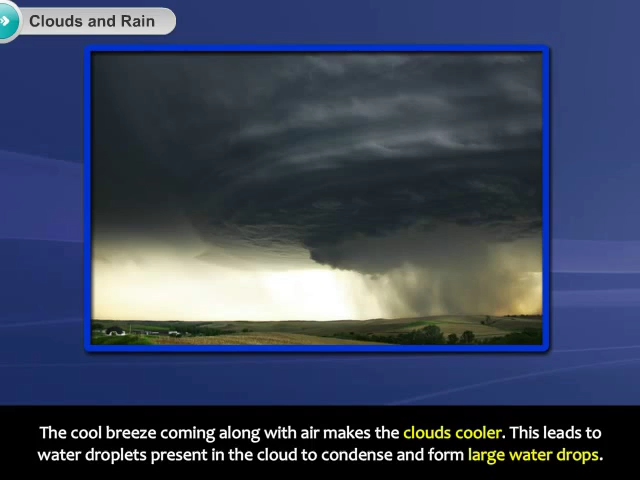 Clouds and Rain
The cool breeze coming along with air makes the clouds cooler. This leads to
water droplets present in the cloud to condense and form large water drops.